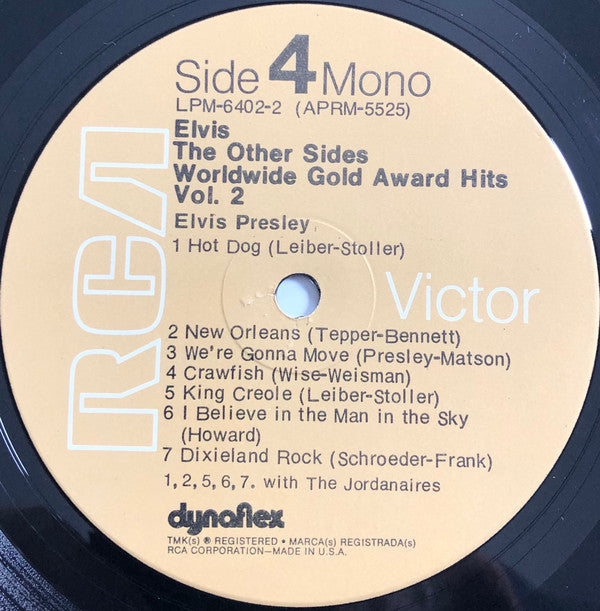 Side 4 Mono
LPM-6402-2 (APRM-5525)
Elvis
The Other Sides
Worldwide Gold Award Hits
Vol. 2
Elvis Presley
1 Hot Dog (Leiber-Stoller)
RCA
Victor
2 New Orleans (Tepper-Bennett)
3 We're Gonna Move (Presley-Matson)
4 Crawfish (Wise-Weisman)
5 King Creole (Leiber-Stoller)
6 I Believe in the Man in the Sky
(Howard)
7 Dixieland Rock (Schroeder-Frank)
1, 2, 5, 6, 7. with The Jordanaires
dynaflex
TMK(s) ® REGISTERED • MARCA(s) REGISTRADA(s)
RCA CORPORATION—MADE IN U.S.A.